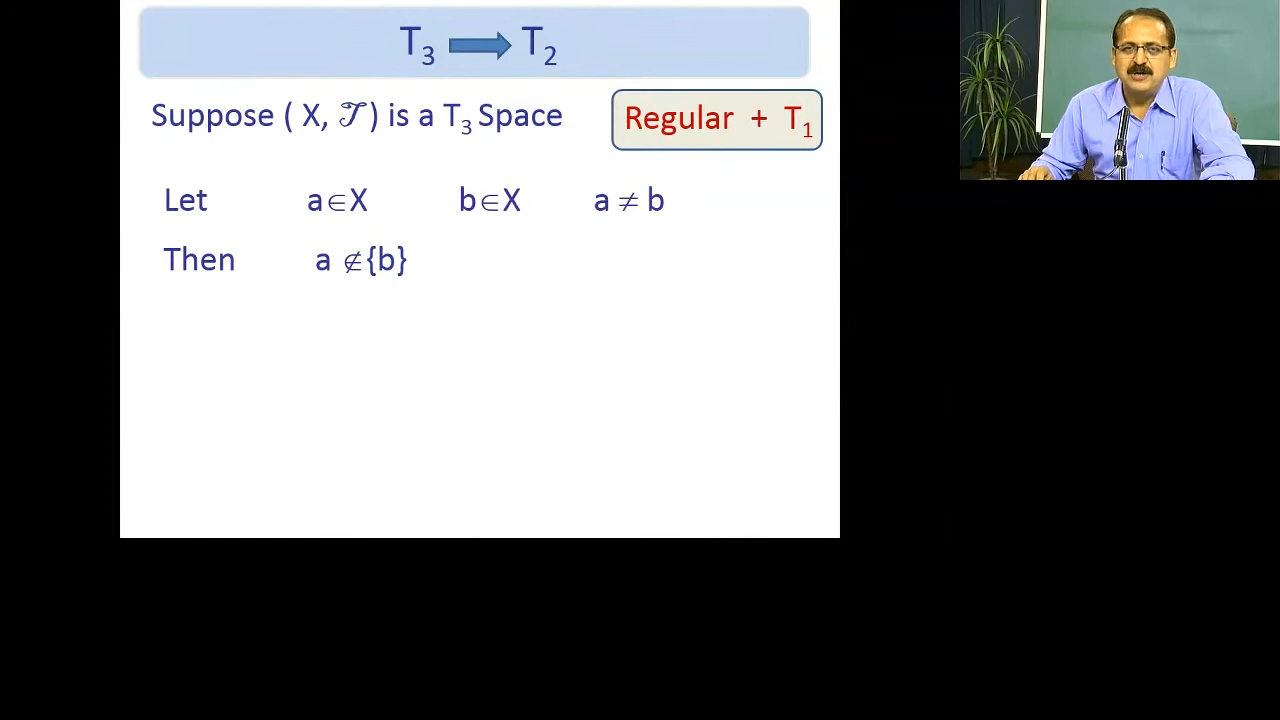 T₃ ➡ T₂
Suppose ( X, 𝒯 ) is a T₃ Space
Regular + T₁
Let a∈X b∈X a ≠ b
Then a ∉{b}